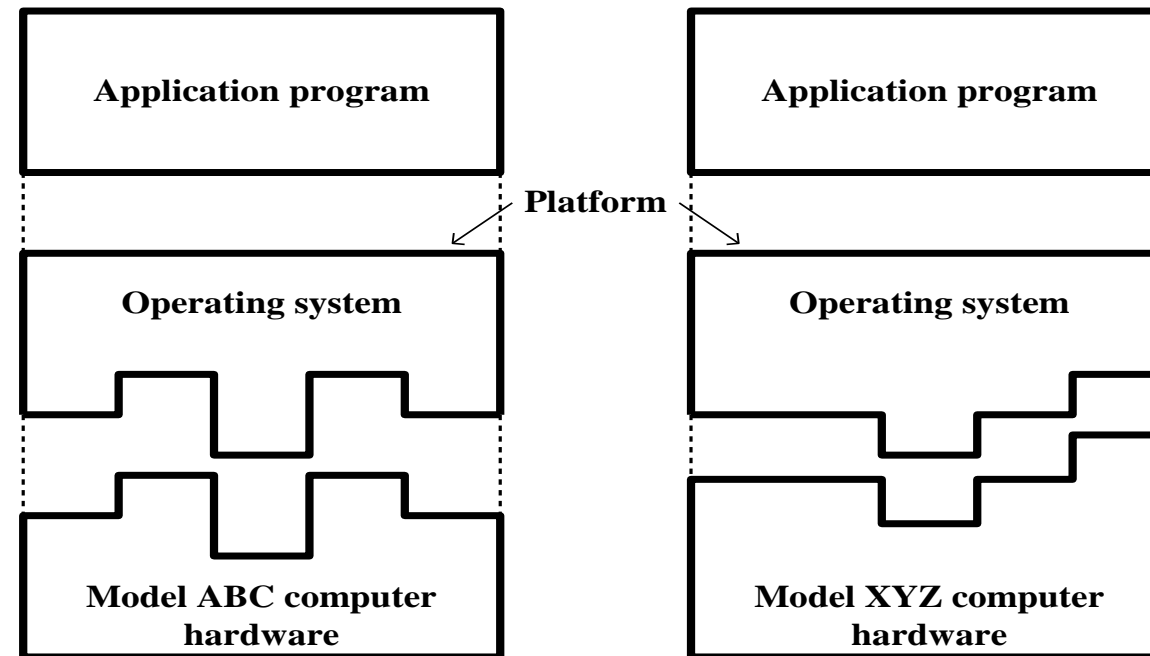 Application program
Application program
Platform
Operating system
Operating system
Model ABC computer
hardware
Model XYZ computer
hardware